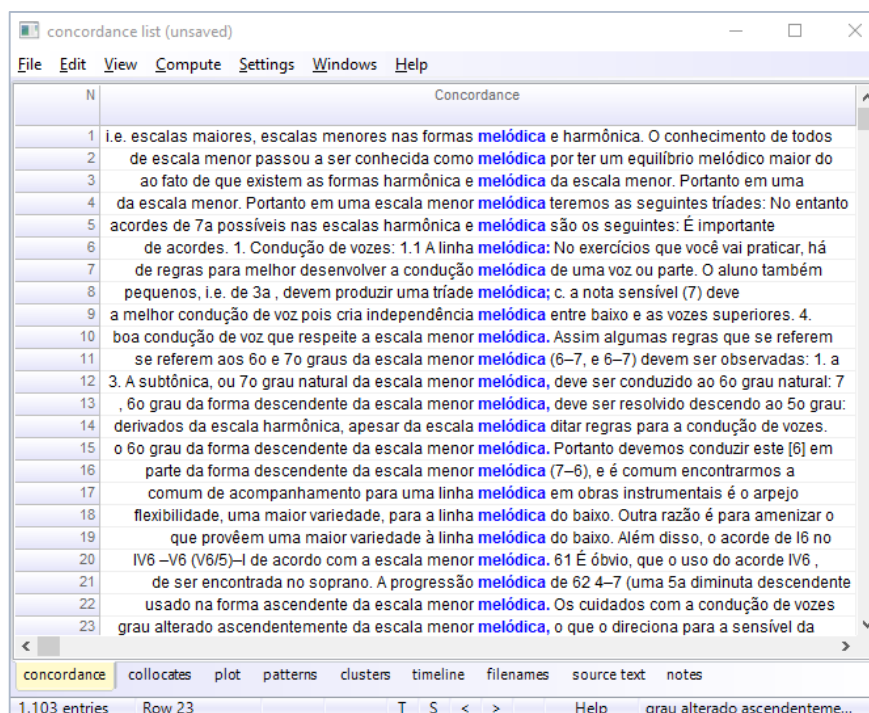 concordance list (unsaved)
File Edit View Compute Settings Windows Help
N Concordance
1 i.e. escalas maiores, escalas menores nas formas melódica e harmônica. O conhecimento de todos
2 de escala menor passou a ser conhecida como melódica por ter um equilíbrio melódico maior do
3 ao fato de que existem as formas harmônica e melódica da escala menor. Portanto em uma
4 da escala menor. Portanto em uma escala menor melódica teremos as seguintes tríades: No entanto
5 acordes de 7a possíveis nas escalas harmônica e melódica são os seguintes: É importante
6 de acordes. 1. Condução de vozes: 1.1 A linha melódica: No exercícios que você vai praticar, há
7 de regras para melhor desenvolver a condução melódica de uma voz ou parte. O aluno também
8 pequenos, i.e. de 3a , devem produzir uma tríade melódica; c. a nota sensível (7) deve
9 a melhor condução de voz pois cria independência melódica entre baixo e as vozes superiores. 4.
10 boa condução de voz que respeite a escala menor melódica. Assim algumas regras que se referem
11 se referem aos 6o e 7o graus da escala menor melódica (6–7, e 6–7) devem ser observadas: 1. a
12 3. A subtônica, ou 7o grau natural da escala menor melódica, deve ser conduzido ao 6o grau natural: 7
13 , 6o grau da forma descendente da escala menor melódica, deve ser resolvido descendo ao 5o grau:
14 derivados da escala harmônica, apesar da escala melódica ditar regras para a condução de vozes.
15 o 6o grau da forma descendente da escala menor melódica. Portanto devemos conduzir este [6] em
16 parte da forma descendente da escala menor melódica (7–6), e é comum encontrarmos a
17 comum de acompanhamento para uma linha melódica em obras instrumentais é o arpejo
18 flexibilidade, uma maior variedade, para a linha melódica do baixo. Outra razão é para amenizar o
19 que provêem uma maior variedade à linha melódica do baixo. Além disso, o acorde de I6 no
20 IV6 –V6 (V6/5)–I de acordo com a escala menor melódica. 61 É óbvio, que o uso do acorde IV6 ,
21 de ser encontrada no soprano. A progressão melódica de 62 4–7 (uma 5a diminuta descendente
22 usado na forma ascendente da escala menor melódica. Os cuidados com a condução de vozes
23 grau alterado ascendentemente da escala menor melódica, o que o direciona para a sensível da
concordance collocates plot patterns clusters timeline filenames source text notes
1.103 entries Row 23 T S < > Help grau alterado ascendenteme...